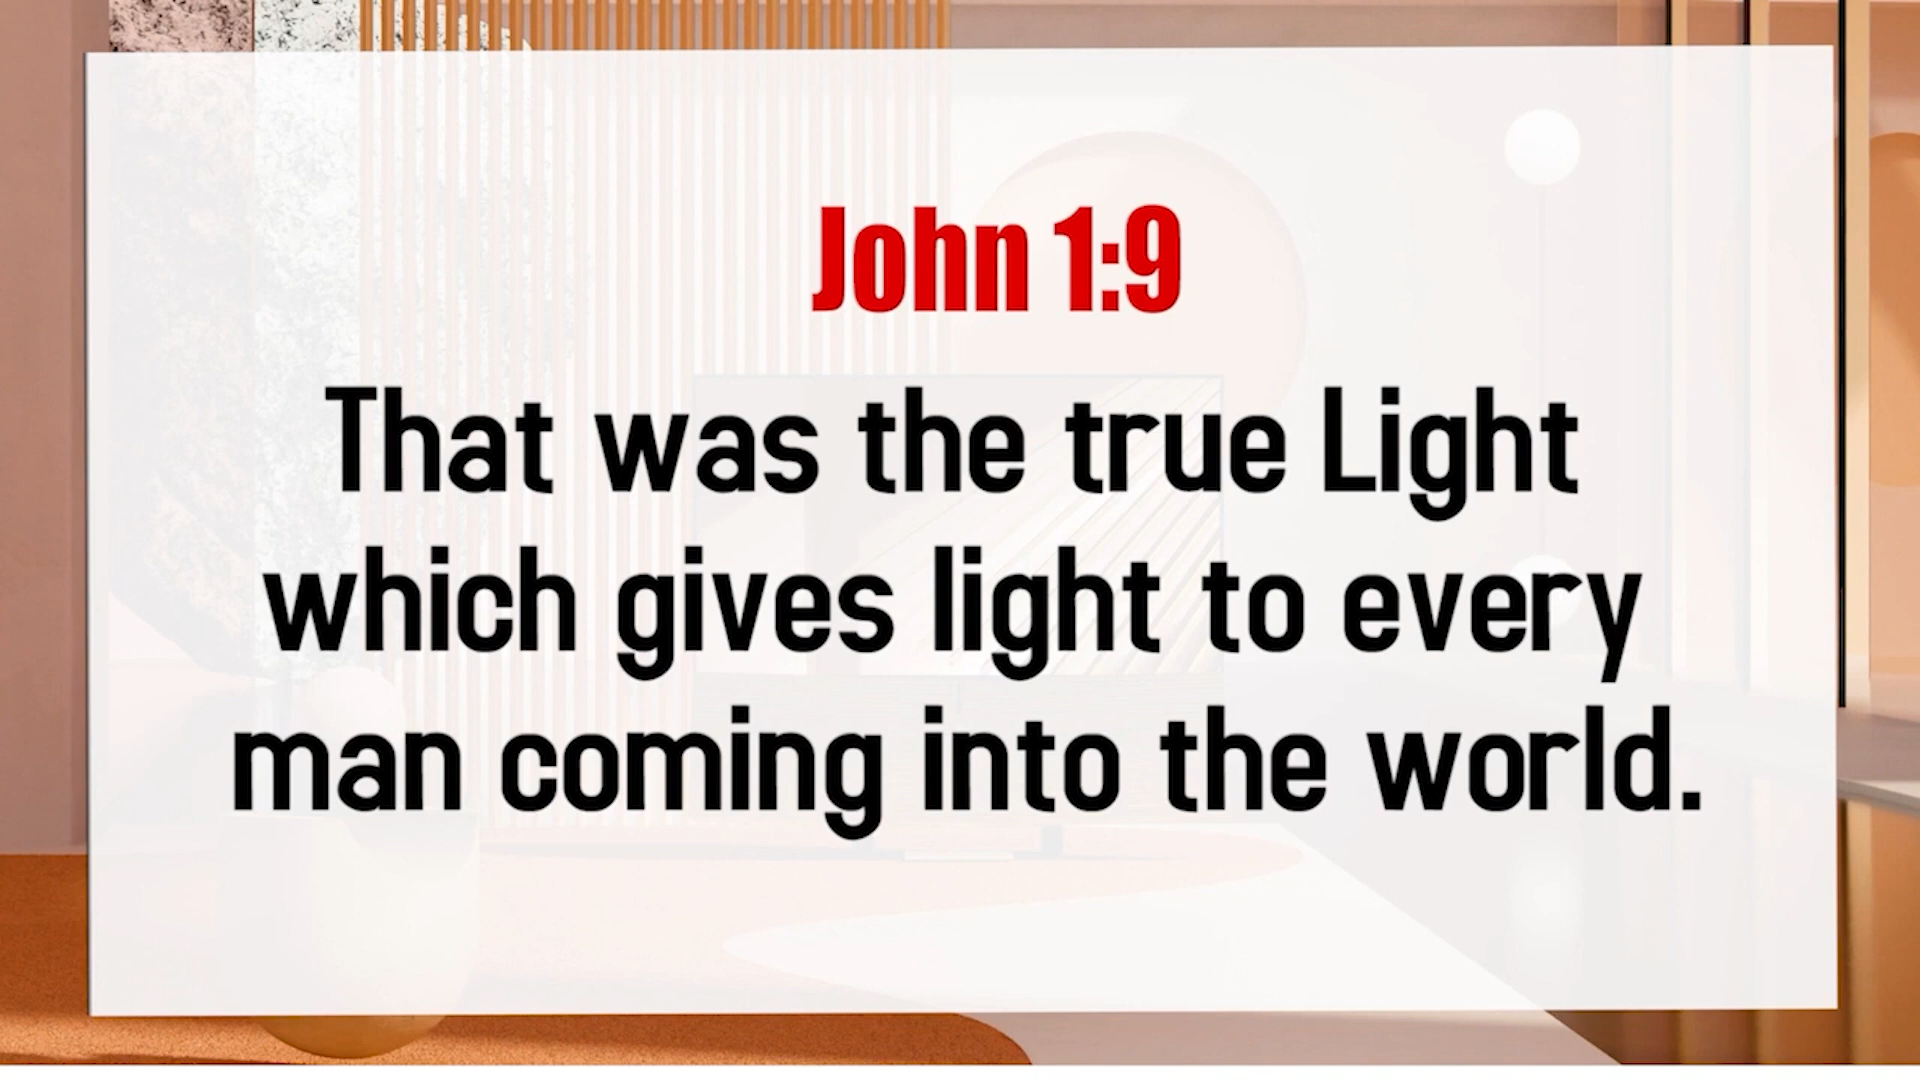 John 1:9
That was the true Light
which gives light to every
man coming into the world.